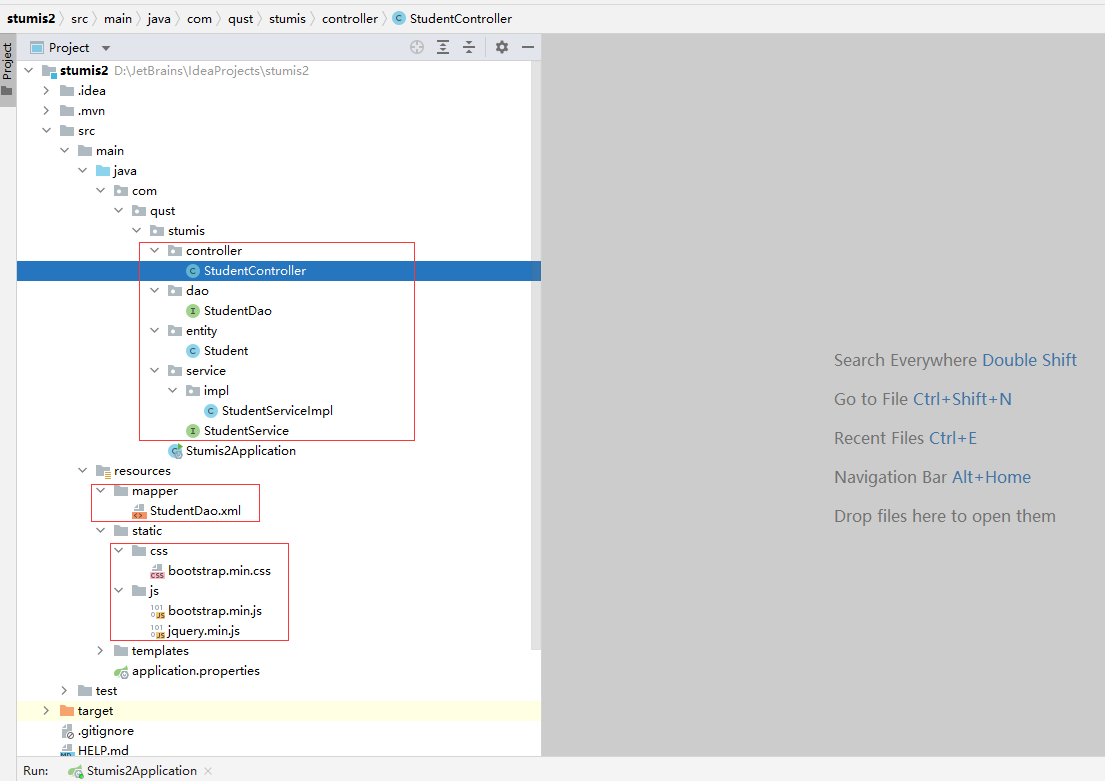 stumis2 src main java com qust stumis controller StudentController
Project
Project
stumis2 D:\JetBrains\IdeaProjects\stumis2
.idea
.mvn
src
main
java
com
qust
stumis
controller
StudentController
dao
StudentDao
entity
Student
service
impl
StudentServiceImpl
StudentService
Stumis2Application
resources
mapper
StudentDao.xml
static
css
bootstrap.min.css
js
bootstrap.min.js
jquery.min.js
templates
application.properties
test
target
.gitignore
HELP.md
Search Everywhere Double Shift
Go to File Ctrl+Shift+N
Recent Files Ctrl+E
Navigation Bar Alt+Home
Drop files here to open them
Run: Stumis2Application